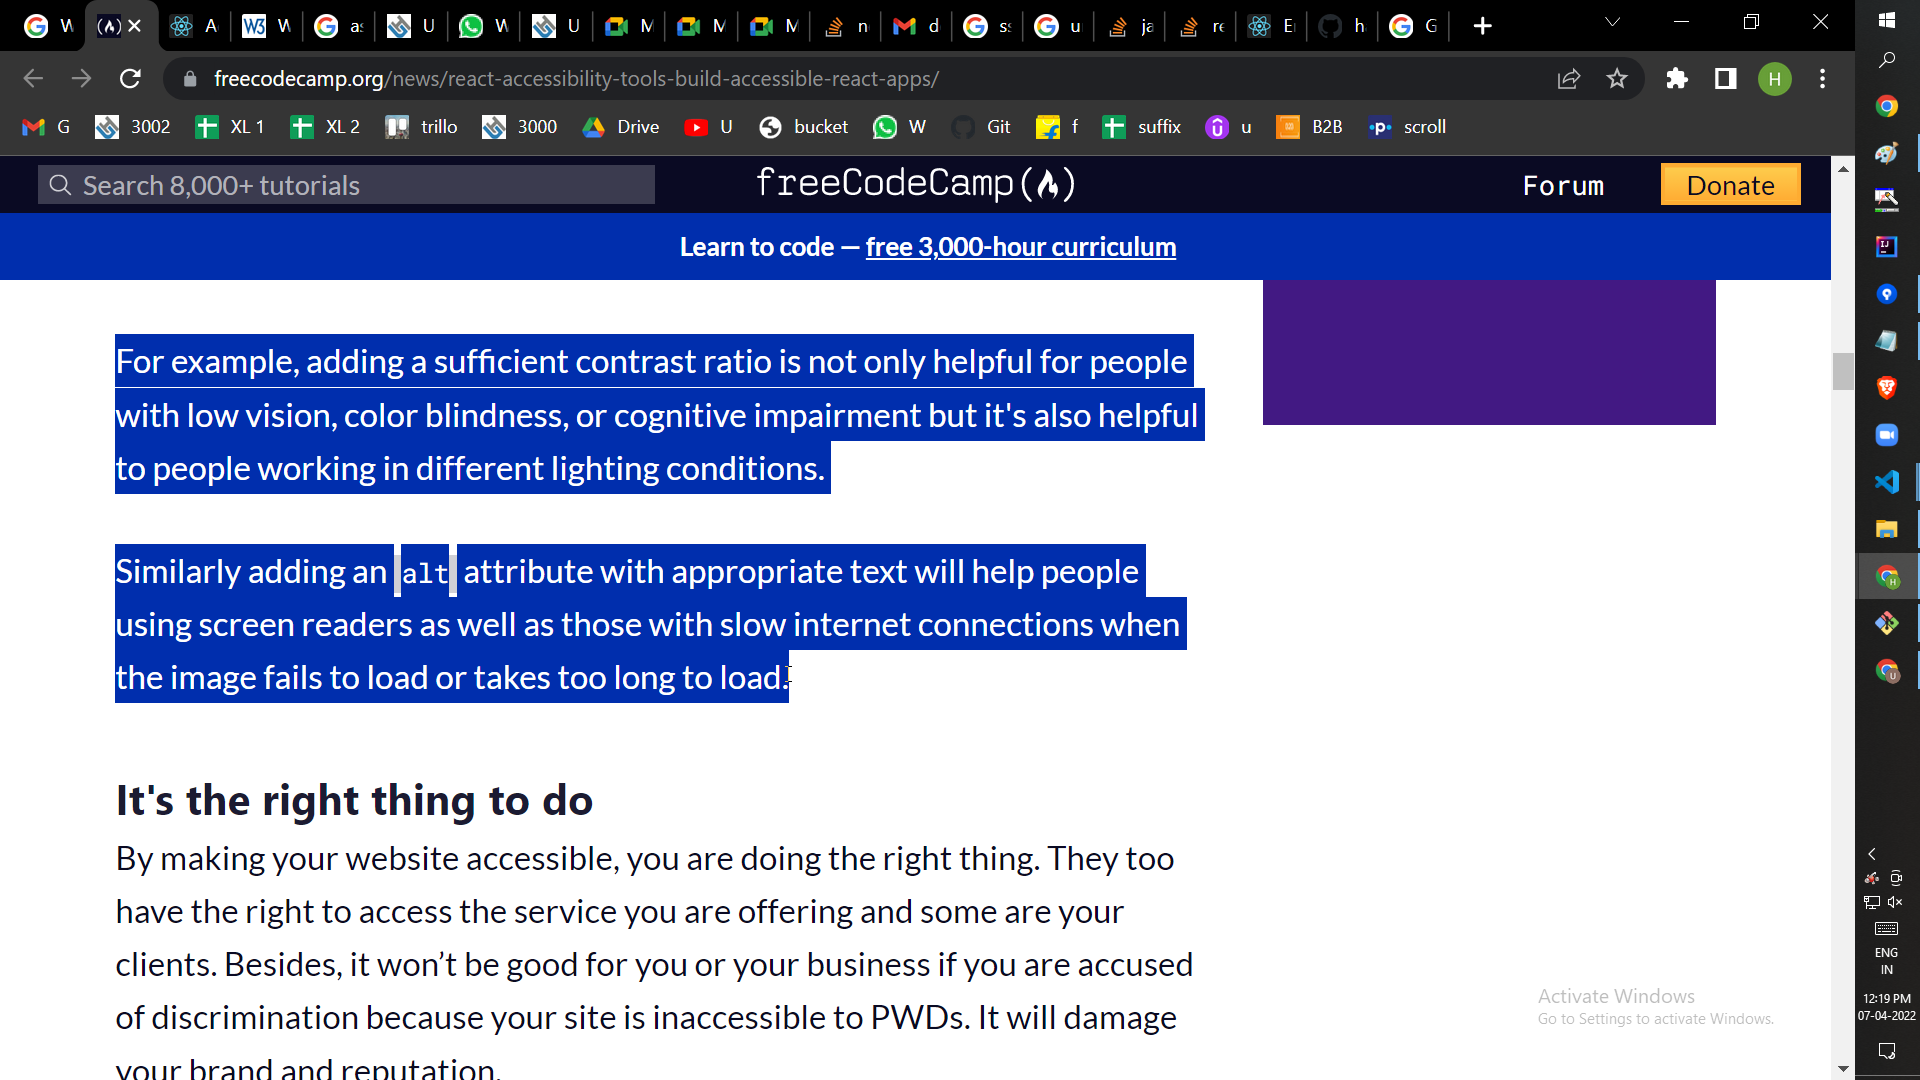 W
A
W
as
U
W
U
M
M
M
n
d
ss
u
ja
re
E
h
G
freecodecamp.org/news/react-accessibility-tools-build-accessible-react-apps/
H
G
3002
XL 1
XL 2
trillo
3000
Drive
U
bucket
W
Git
f
suffix
u
B2B
scroll
Search 8,000+ tutorials
freeCodeCamp(🔥)
Forum
Donate
Learn to code — free 3,000-hour curriculum
For example, adding a sufficient contrast ratio is not only helpful for people
with low vision, color blindness, or cognitive impairment but it's also helpful
to people working in different lighting conditions.
Similarly adding an alt attribute with appropriate text will help people
using screen readers as well as those with slow internet connections when
the image fails to load or takes too long to load.
It's the right thing to do
By making your website accessible, you are doing the right thing. They too
have the right to access the service you are offering and some are your
clients. Besides, it won’t be good for you or your business if you are accused
of discrimination because your site is inaccessible to PWDs. It will damage
your brand and reputation.
Activate Windows
Go to Settings to activate Windows.
ENG
IN
12:19 PM
07-04-2022